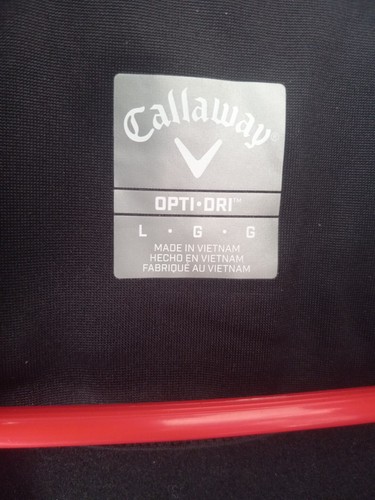 Callaway
OPTI•DRI™
L • G • G
MADE IN VIETNAM
HECHO EN VIETNAM
FABRIQUÉ AU VIETNAM